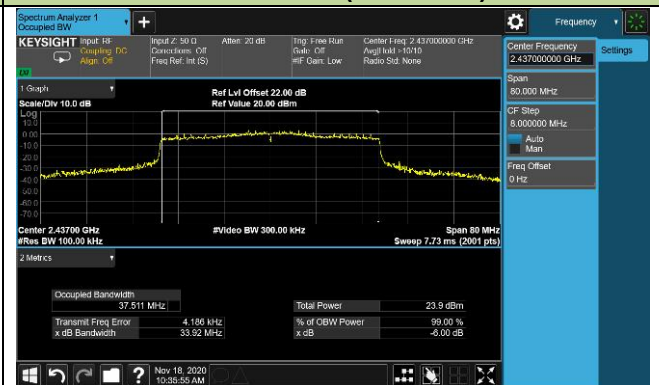 Spectrum Analyzer 1
Occupied BW
+
Frequency
KEYSIGHT Input: RF
Coupling: DC
Align: Off
Input Z: 50 Ω
Corrections: Off
Freq Ref: Int (S)
Atten: 20 dB
Trig: Free Run
Gate: Off
#IF Gain: Low
Center Freq: 2.437000000 GHz
Avg|Hold: >10/10
Radio Std: None
Center Frequency
2.437000000 GHz
Settings
Span
80.000 MHz
CF Step
8.000000 MHz
Auto
Man
Freq Offset
0 Hz
1 Graph
Scale/Div 10.0 dB
Ref Lvl Offset 22.00 dB
Ref Value 20.00 dBm
Log
10.0
0.00
-10.0
-20.0
-30.0
-40.0
-50.0
-60.0
-70.0
Center 2.43700 GHz
#Res BW 100.00 kHz
#Video BW 300.00 kHz
Span 80 MHz
Sweep 7.73 ms (2001 pts)
2 Metrics
Occupied Bandwidth
37.511 MHz
Total Power 23.9 dBm
Transmit Freq Error 4.186 kHz
% of OBW Power 99.00 %
x dB Bandwidth 33.92 MHz
x dB -6.00 dB
?
Nov 18, 2020
10:35:55 AM